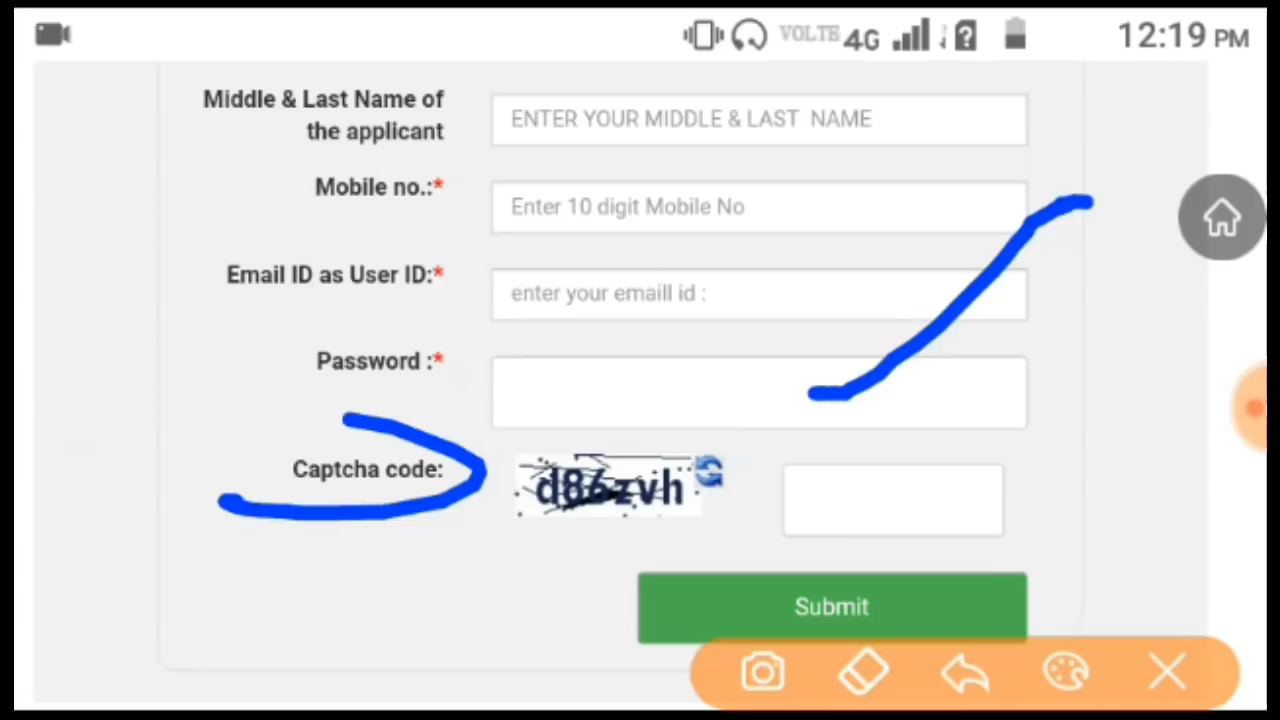 VOLTE 4G 12:19 PM
Middle & Last Name of
the applicant
ENTER YOUR MIDDLE & LAST NAME
Mobile no.:*
Enter 10 digit Mobile No
Email ID as User ID:*
enter your emaill id :
Password :*
Captcha code:
d86zvh
Submit